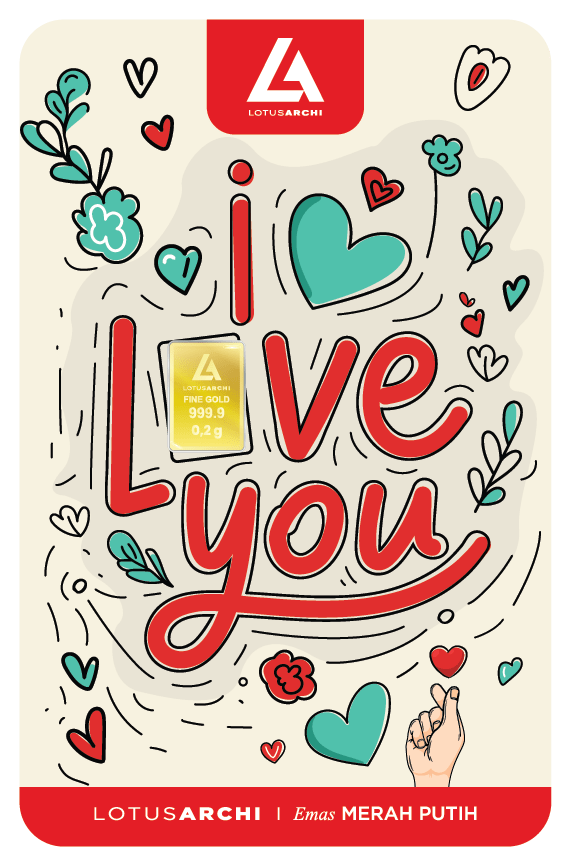 LOTUSARCHI
i
L ve
LOTUSARCHI
FINE GOLD
999.9
0,2 g
you
LOTUSARCHI | Emas MERAH PUTIH